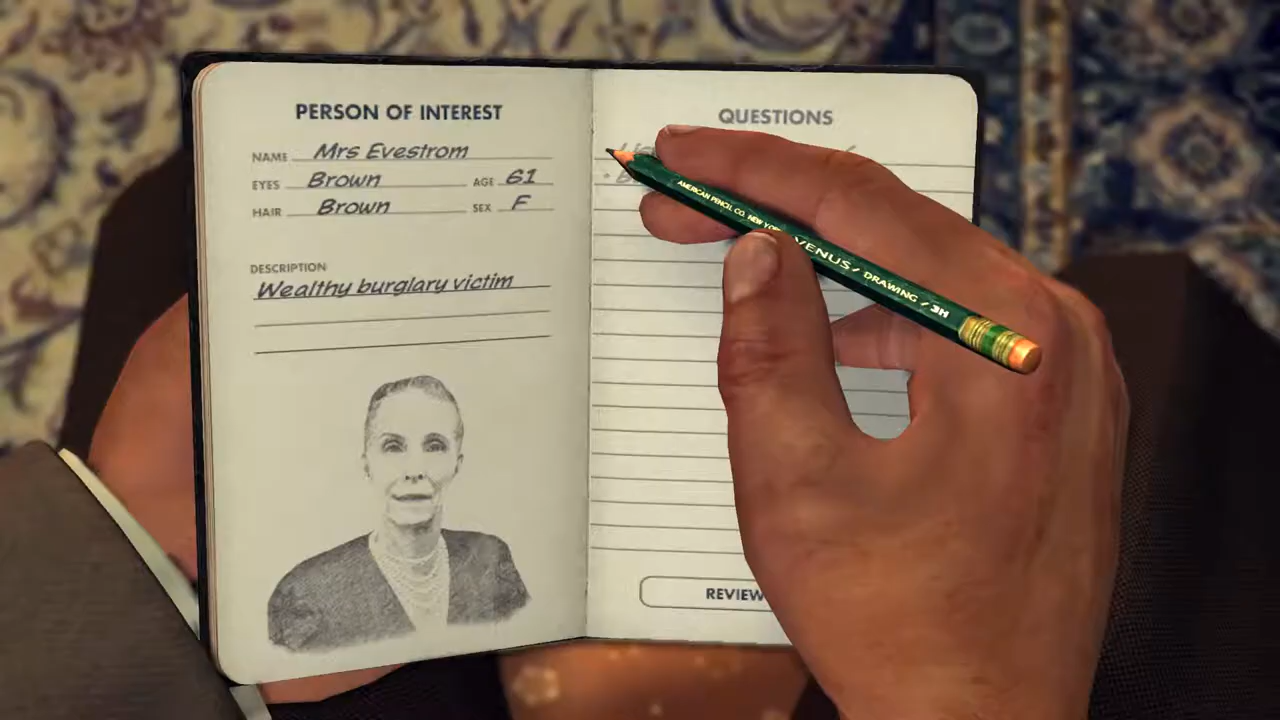 PERSON OF INTEREST
NAME Mrs Evestrom
EYES Brown AGE 61
HAIR Brown SEX F
DESCRIPTION
Wealthy burglary victim
QUESTIONS
AMERICAN PENCIL CO. NEW YORK VENUS / DRAWING / 3H
REVIEW